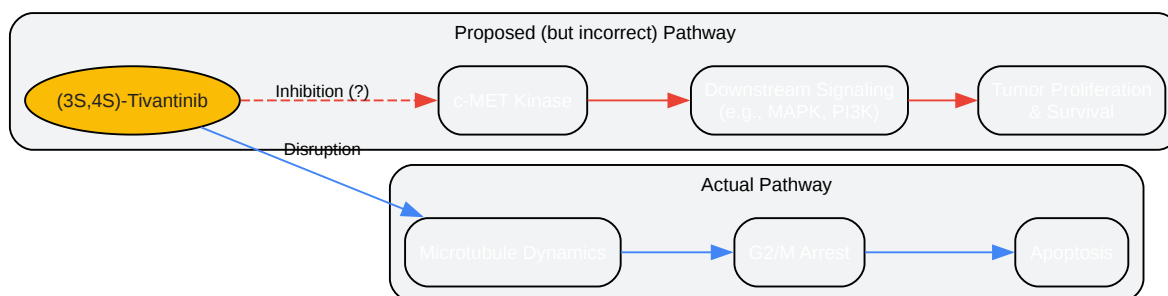 Proposed (but incorrect) Pathway
(3S,4S)-Tivantinib
Inhibition (?)
c-MET Kinase
Downstream Signaling
(e.g., MAPK, PI3K)
Tumor Proliferation
& Survival
Disruption
Actual Pathway
Microtubule Dynamics
G2/M Arrest
Apoptosis